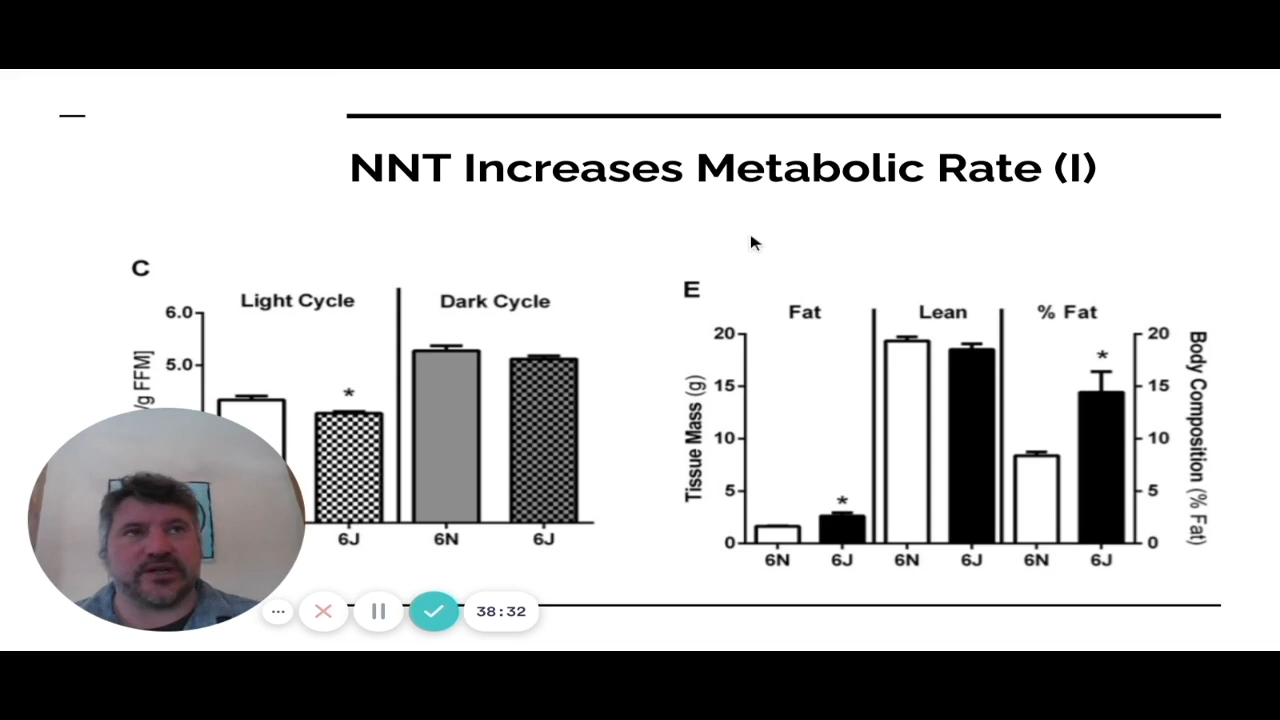 NNT Increases Metabolic Rate (I)
C
Light Cycle
Dark Cycle
6.0
5.0
/g FFM]
*
6J
6N
6J
E
Fat
Lean
% Fat
20
15
10
5
0
Tissue Mass (g)
*
*
20
15
10
5
0
Body Composition (% Fat)
6N
6J
6N
6J
6N
6J
38:32